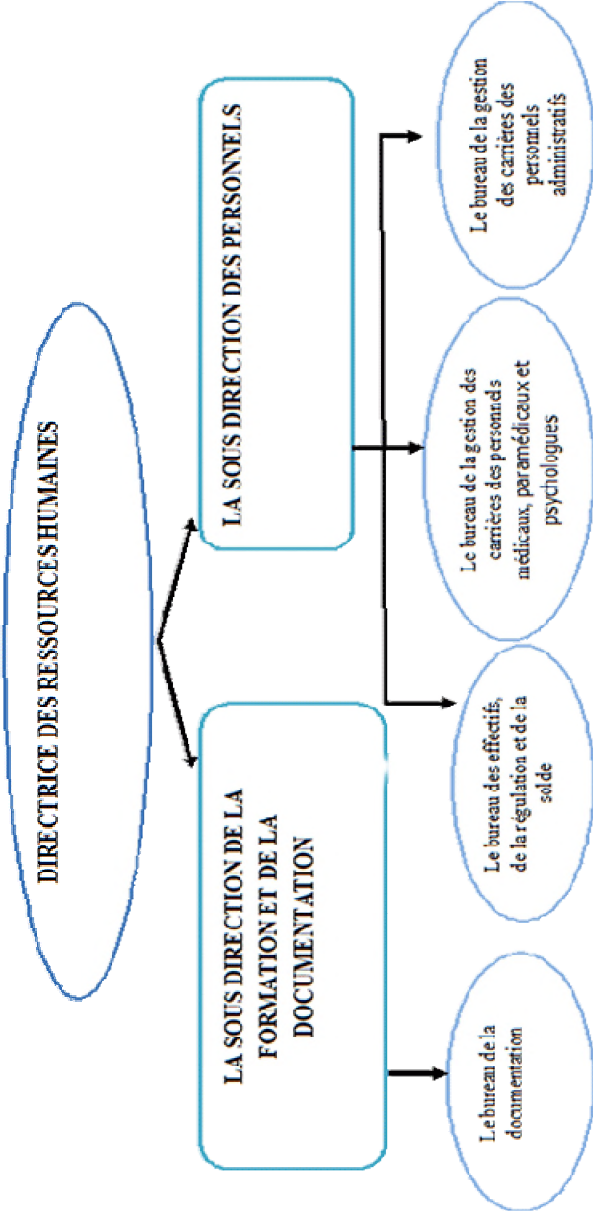 DIRECTRICE DES RESSOURCES HUMAINES
LA SOUS DIRECTION DE LA
FORMATION ET DE LA
DOCUMENTATION
LA SOUS DIRECTION DES PERSONNELS
Le bureau de la
documentation
Le bureau des effectifs,
de la régulation et de la
solde
Le bureau de la gestion des
carrières des personnels
médicaux, paramédicaux et
psychologues
Le bureau de la gestion
des carrières des
personnels
administratifs